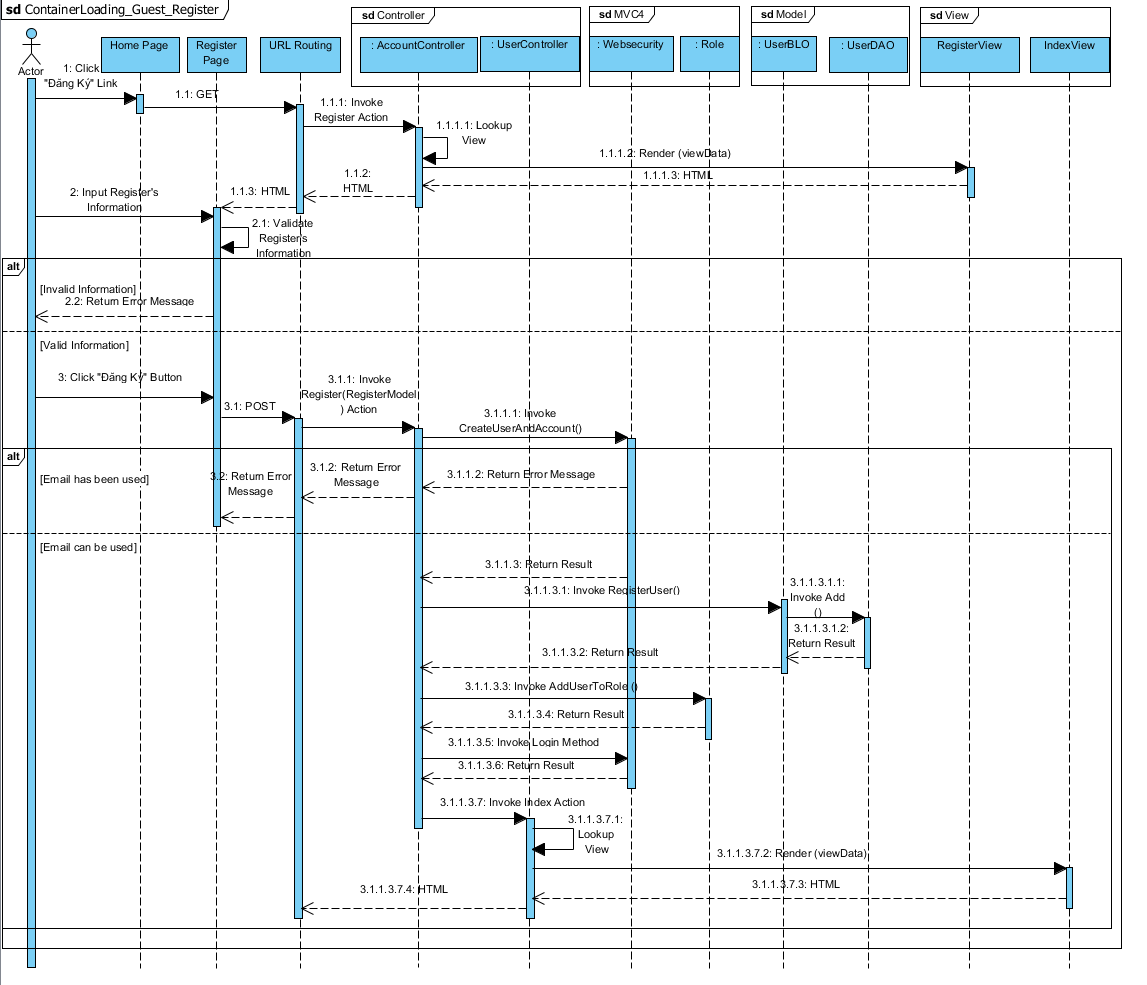 sd ContainerLoading_Guest_Register
sd Controller
sd MVC4
sd Model
sd View
Actor
Home Page
Register
Page
URL Routing
: AccountController
: UserController
: Websecurity
: Role
: UserBLO
: UserDAO
RegisterView
IndexView
1: Click
"Đăng Ký" Link
1.1: GET
1.1.1: Invoke
Register Action
1.1.1.1: Lookup
View
1.1.1.2: Render (viewData)
1.1.1.3: HTML
1.1.2:
HTML
1.1.3: HTML
2: Input Register's
Information
2.1: Validate
Register's
Information
alt
[Invalid Information]
2.2: Return Error Message
[Valid Information]
3: Click "Đăng Ký" Button
3.1: POST
3.1.1: Invoke
Register(RegisterModel
) Action
3.1.1.1: Invoke
CreateUserAndAccount()
alt
[Email has been used]
3.1.1.2: Return Error Message
3.1.2: Return Error
Message
3.2: Return Error
Message
[Email can be used]
3.1.1.3: Return Result
3.1.1.3.1: Invoke RegisterUser()
3.1.1.3.1.1:
Invoke Add
()
3.1.1.3.1.2:
Return Result
3.1.1.3.2: Return Result
3.1.1.3.3: Invoke AddUserToRole ()
3.1.1.3.4: Return Result
3.1.1.3.5: Invoke Login Method
3.1.1.3.6: Return Result
3.1.1.3.7: Invoke Index Action
3.1.1.3.7.1:
Lookup
View
3.1.1.3.7.2: Render (viewData)
3.1.1.3.7.3: HTML
3.1.1.3.7.4: HTML